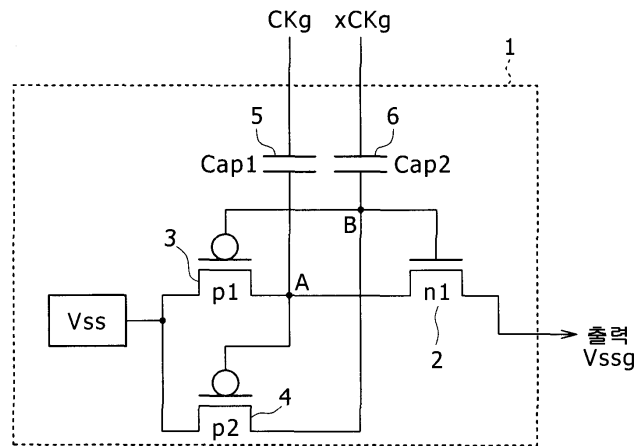 CKg xCKg
1
5 6
Cap1 Cap2
B
3
A
p1 n1
Vss
2
출력
Vssg
4
p2